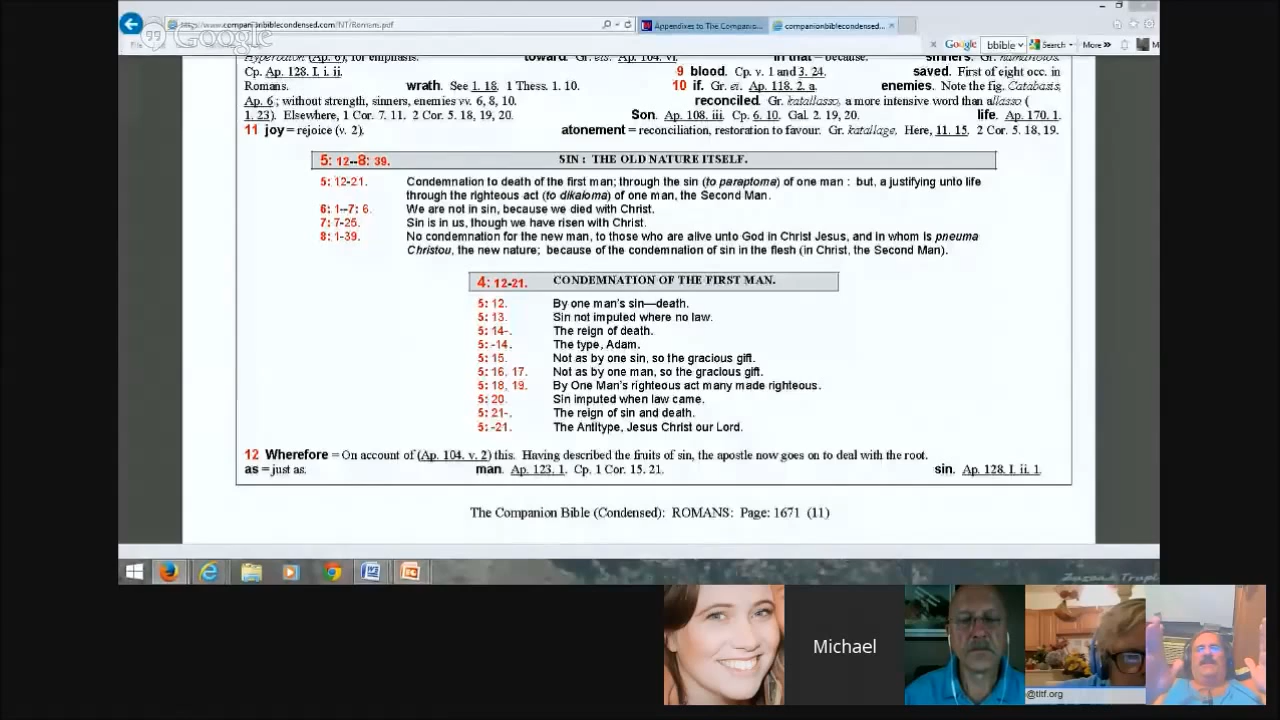 www.companionbiblecondensed.com/NT/Romans.pdf
Appendices to The Companio...
companionbiblecondensed...
Google
Google
bbible
Search
More »
Hyperbaton (Ap. 6), for emphasis. toward. Gr. eis. Ap. 104. vi. in that = because. sinners. Gr. hamartolos.
Cp. Ap. 128. I. i. ii. 9 blood. Cp. v. 1 and 3. 24. saved. First of eight occ. in
Romans. wrath. See 1. 18. 1 Thess. 1. 10. 10 if. Gr. ei. Ap. 118. 2. a. enemies. Note the fig, Catabasis,
Ap. 6; without strength, sinners, enemies vv. 6, 8, 10. reconciled. Gr. katallasso, a more intensive word than allasso (
1. 23). Elsewhere, 1 Cor. 7. 11. 2 Cor. 5. 18, 19, 20. Son. Ap. 108. iii. Cp. 6. 10. Gal. 2. 19, 20. life. Ap. 170. 1.
11 joy = rejoice (v. 2). atonement = reconciliation, restoration to favour. Gr. katallage, Here, 11. 15. 2 Cor. 5. 18, 19.
5: 12--8: 39. SIN : THE OLD NATURE ITSELF.
5: 12-21. Condemnation to death of the first man; through the sin (to paraptoma) of one man : but, a justifying unto life
through the righteous act (to dikaioma) of one man, the Second Man.
6: 1--7: 6. We are not in sin, because we died with Christ.
7: 7-25. Sin is in us, though we have risen with Christ.
8: 1-39. No condemnation for the new man, to those who are alive unto God in Christ Jesus, and in whom is pneuma
Christou, the new nature; because of the condemnation of sin in the flesh (in Christ, the Second Man).
4: 12-21. CONDEMNATION OF THE FIRST MAN.
5: 12. By one man's sin—death.
5: 13. Sin not imputed where no law.
5: 14-. The reign of death.
5: -14. The type, Adam.
5: 15. Not as by one sin, so the gracious gift.
5: 16, 17. Not as by one man, so the gracious gift.
5: 18, 19. By One Man's righteous act many made righteous.
5: 20. Sin imputed when law came.
5: 21-. The reign of sin and death.
5: -21. The Antitype, Jesus Christ our Lord.
12 Wherefore = On account of (Ap. 104. v. 2) this. Having described the fruits of sin, the apostle now goes on to deal with the root.
as = just as. man. Ap. 123. 1. Cp. 1 Cor. 15. 21. sin. Ap. 128. I. ii. 1.
The Companion Bible (Condensed): ROMANS: Page: 1671 (11)
Michael
@titf.org